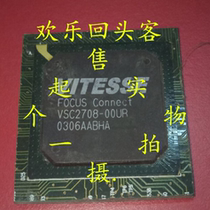 欢乐回头客
售
起 实 物
个 一 拍
摄.
VITESSE
FOCUS Connect
VSC2708-00UR
0306AABHA